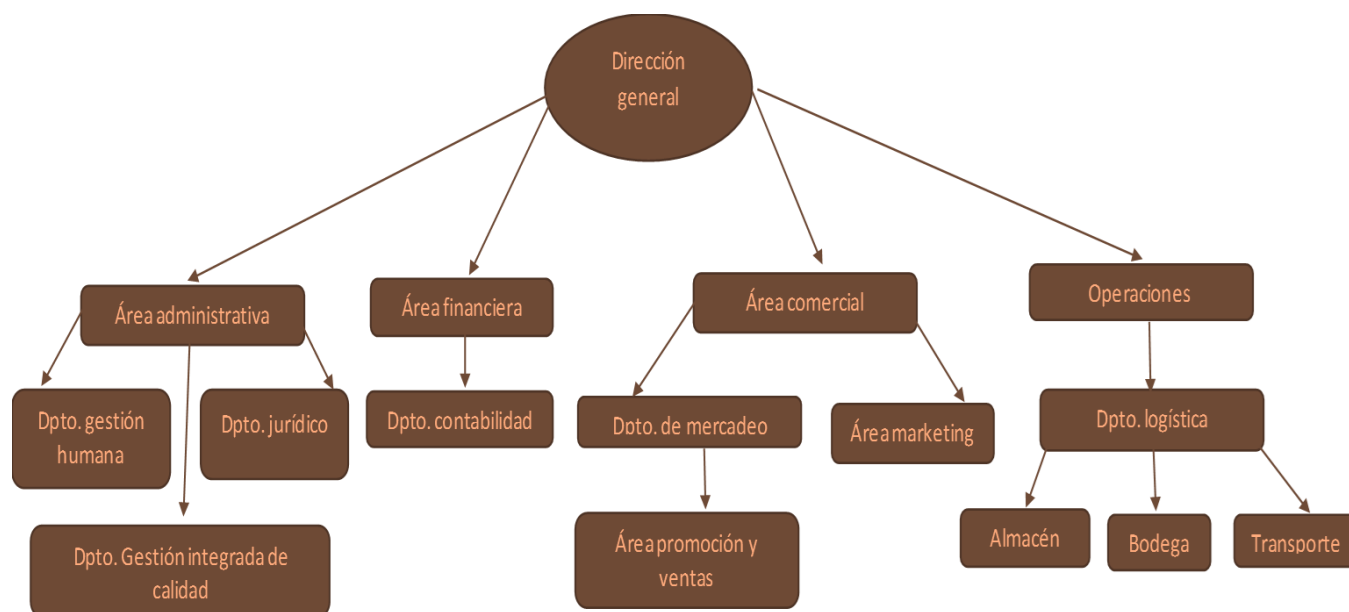 Dirección
general
Área administrativa
Área financiera
Área comercial
Operaciones
Dpto. gestión
humana
Dpto. jurídico
Dpto. contabilidad
Dpto. de mercadeo
Área marketing
Dpto. logística
Dpto. Gestión integrada de
calidad
Área promoción y
ventas
Almacén
Bodega
Transporte